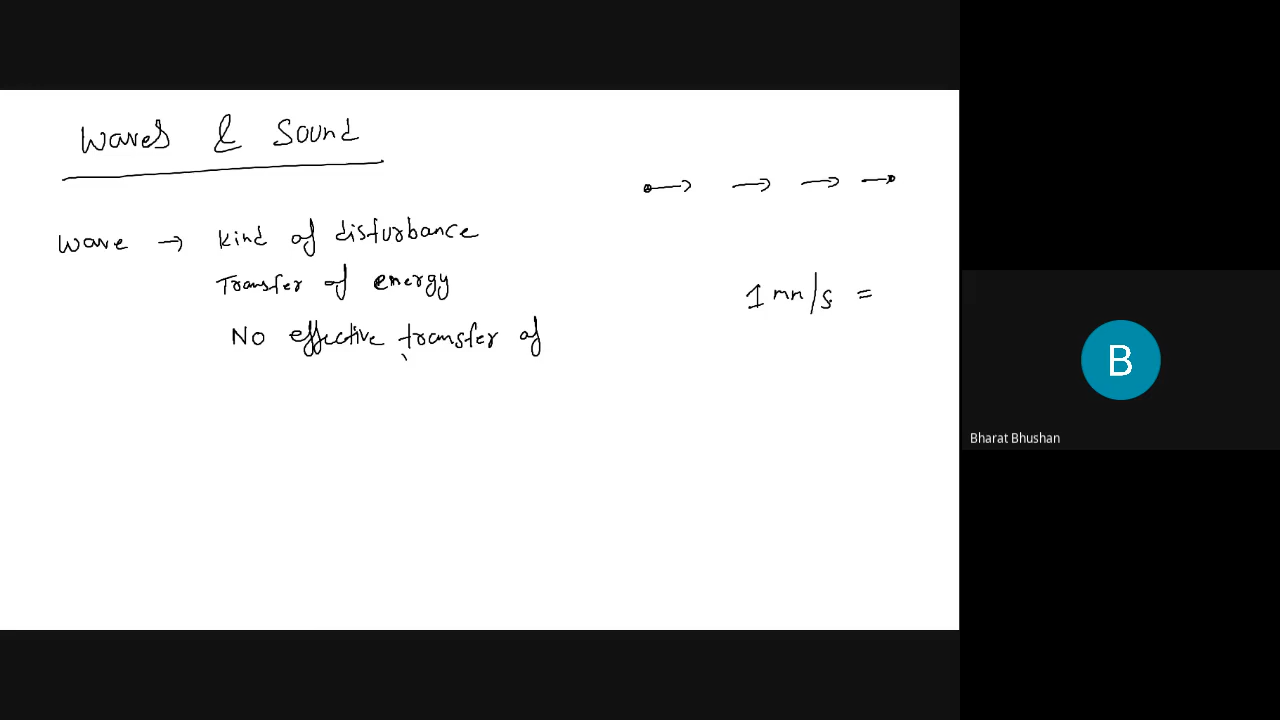 Waves & Sound
Wave → Kind of disturbance
Transfer of energy
No effective transfer of
1 mm/s =
B
Bharat Bhushan